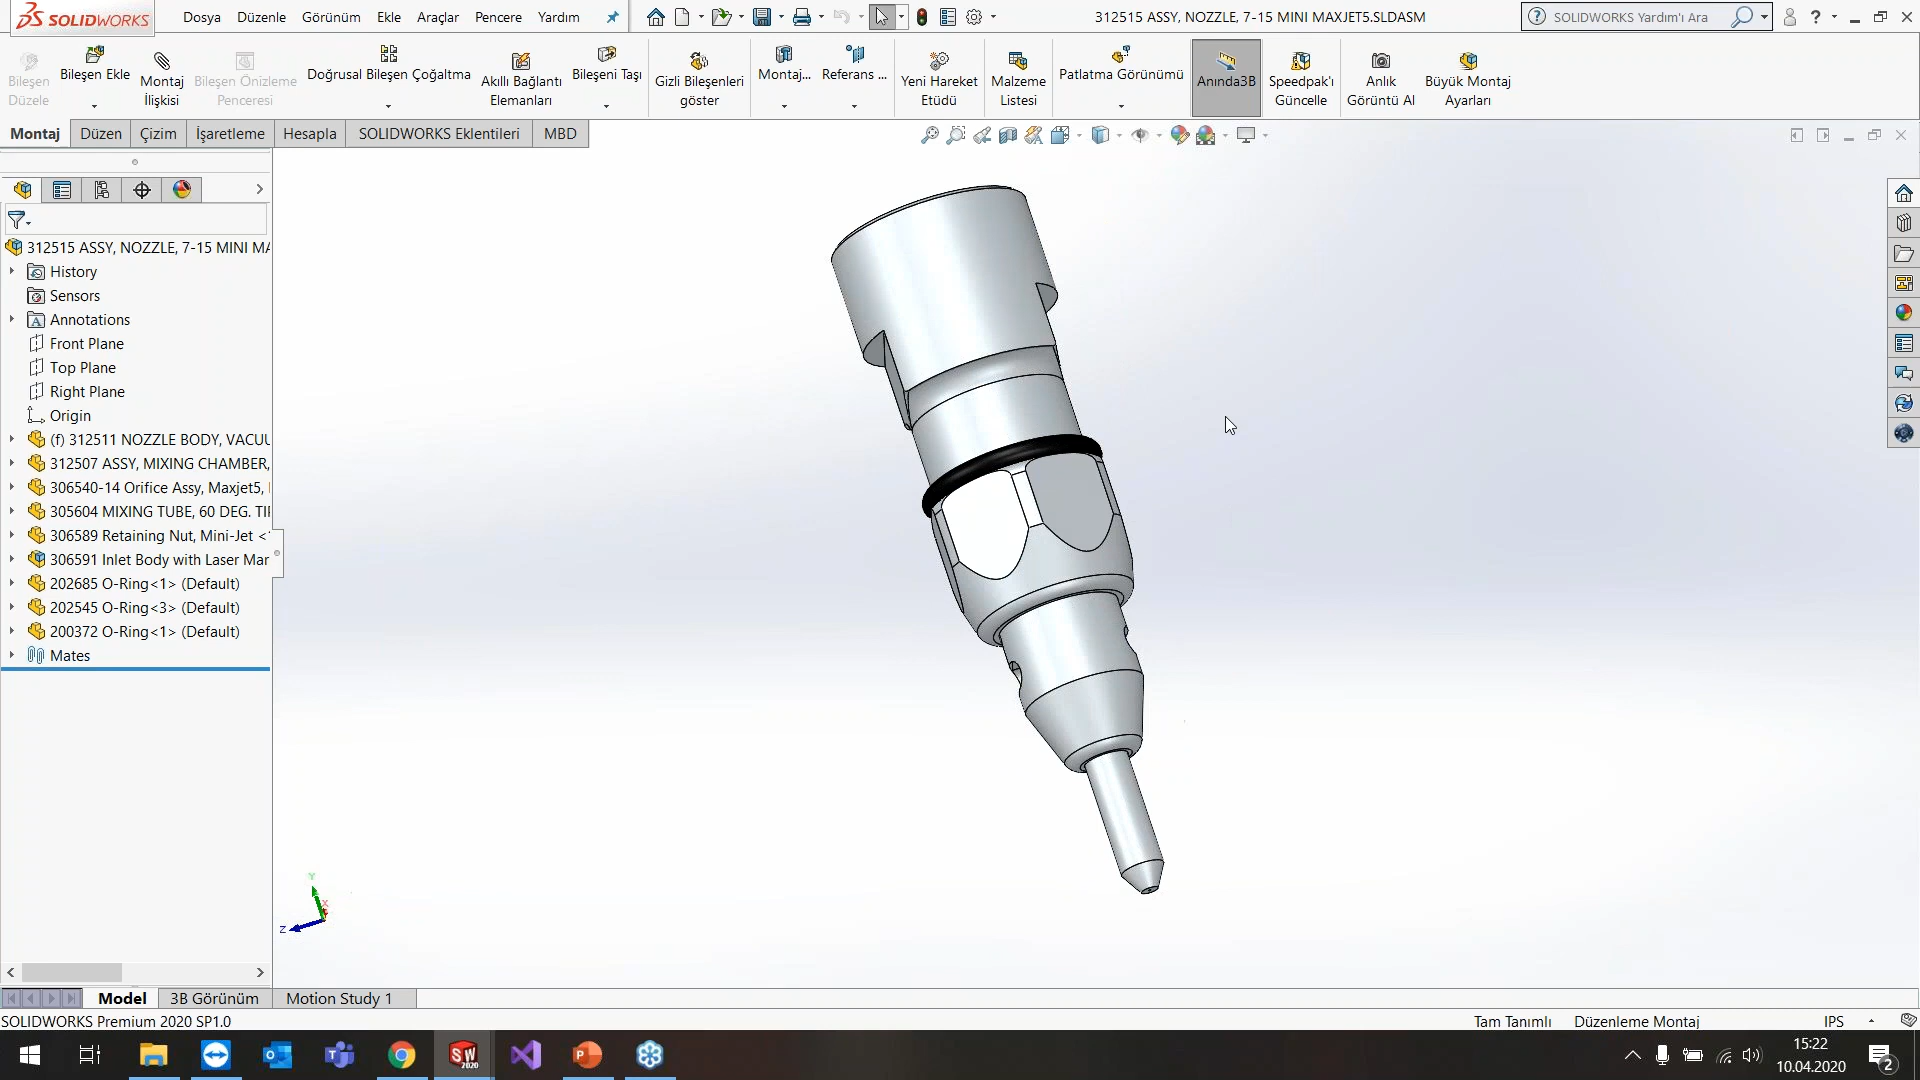 SOLIDWORKS
Dosya Düzenle Görünüm Ekle Araçlar Pencere Yardım
312515 ASSY, NOZZLE, 7-15 MINI MAXJET5.SLDASM
SOLIDWORKS Yardım'ı Ara
Bileşen Düzele
Bileşen Ekle
Montaj İlişkisi
Bileşen Önizleme Penceresi
Doğrusal Bileşen Çoğaltma
Akıllı Bağlantı Elemanları
Bileşeni Taşı
Gizli Bileşenleri göster
Montaj...
Referans ...
Yeni Hareket Etüdü
Malzeme Listesi
Patlatma Görünümü
Anında3B
Speedpak'ı Güncelle
Anlık Görüntü Al
Büyük Montaj Ayarları
Montaj Düzen Çizim İşaretleme Hesapla SOLIDWORKS Eklentileri MBD
312515 ASSY, NOZZLE, 7-15 MINI MA
History
Sensors
Annotations
Front Plane
Top Plane
Right Plane
Origin
(f) 312511 NOZZLE BODY, VACUU
312507 ASSY, MIXING CHAMBER,
306540-14 Orifice Assy, Maxjet5,
305604 MIXING TUBE, 60 DEG. TI
306589 Retaining Nut, Mini-Jet <
306591 Inlet Body with Laser Mar
202685 O-Ring<1> (Default)
202545 O-Ring<3> (Default)
200372 O-Ring<1> (Default)
Mates
Y
X
Z
Model 3B Görünüm Motion Study 1
SOLIDWORKS Premium 2020 SP1.0
Tam Tanımlı Düzenleme Montaj IPS
SW 2020
15:22
10.04.2020
2